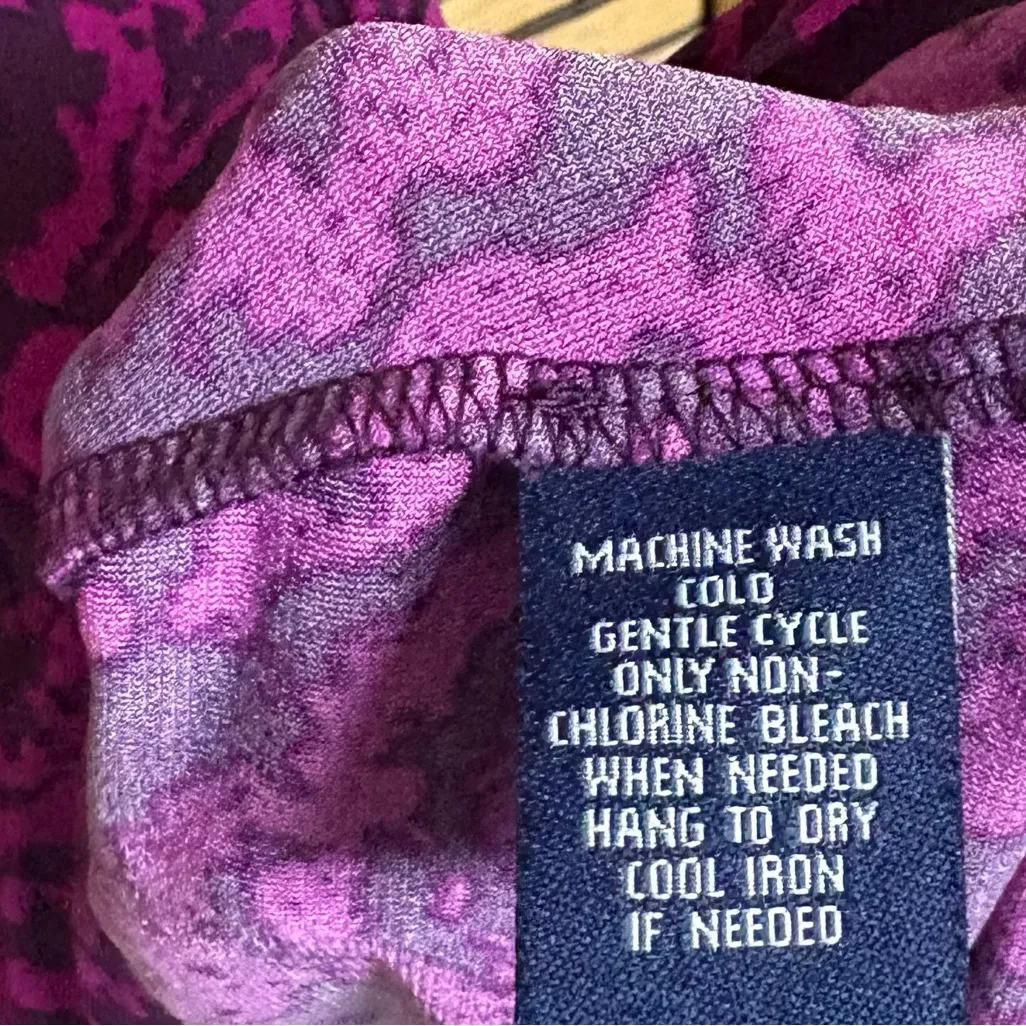 MACHINE WASH
COLD
GENTLE CYCLE
ONLY NON-
CHLORINE BLEACH
WHEN NEEDED
HANG TO DRY
COOL IRON
IF NEEDED